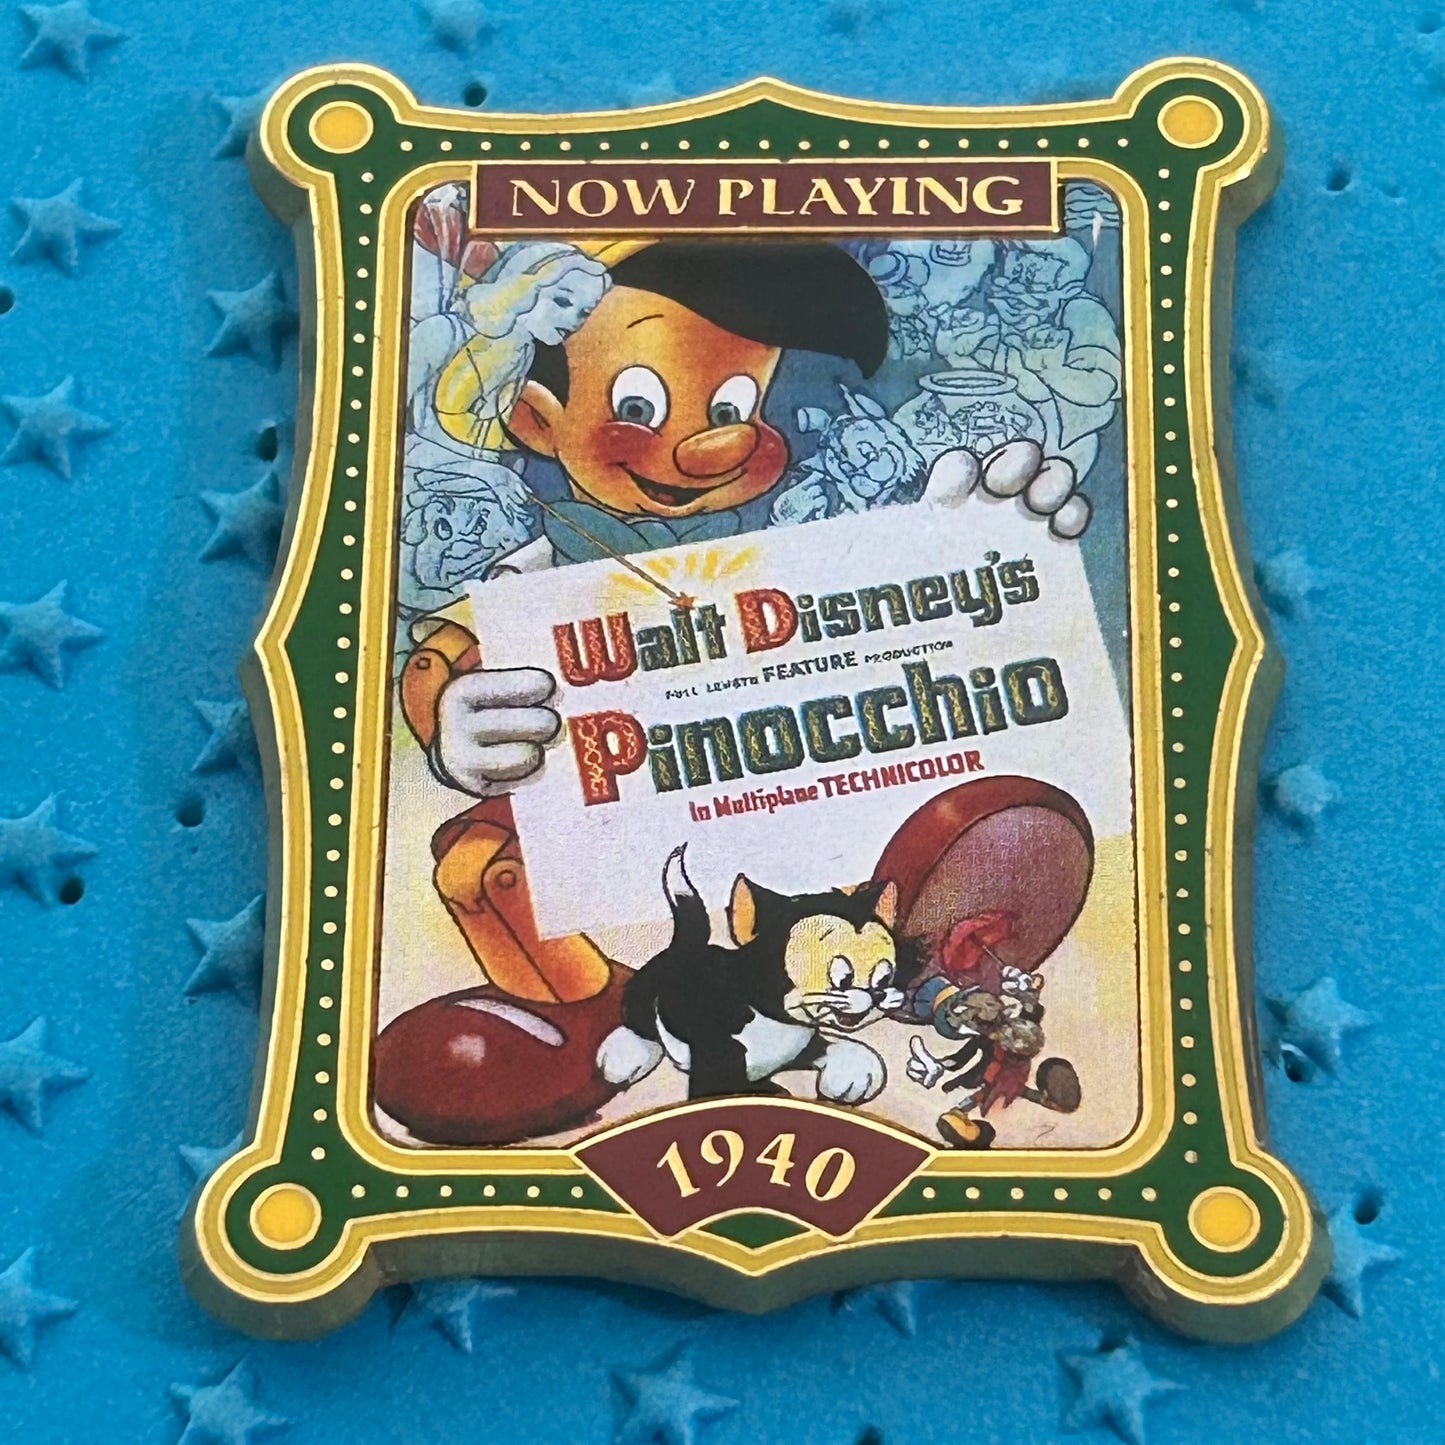 NOW PLAYING
Walt Disney's
FULL LENGTH FEATURE PRODUCTION
Pinocchio
In Multiplane TECHNICOLOR
1940